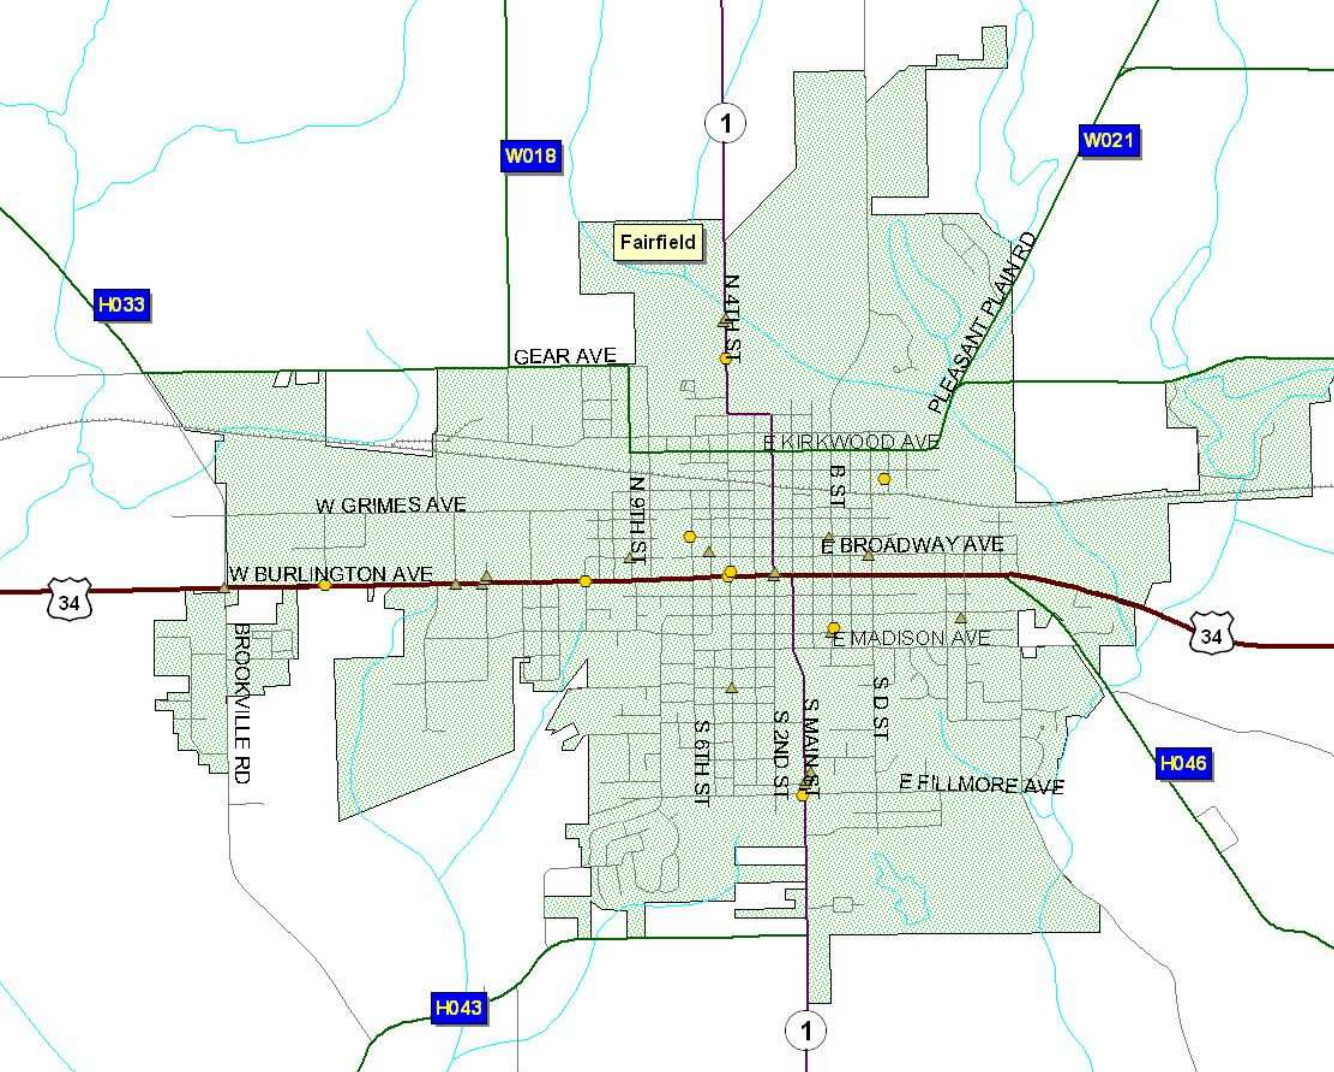 1
W021
W018
Fairfield
PLEASANT PLAIN RD
H033
N 4TH ST
GEAR AVE
E KIRKWOOD AVE
B ST
N 9TH ST
W GRIMES AVE
E BROADWAY AVE
W BURLINGTON AVE
34
34
E MADISON AVE
BROOKVILLE RD
S D ST
S MAIN ST
S 2ND ST
S 6TH ST
H046
E FILLMORE AVE
H043
1